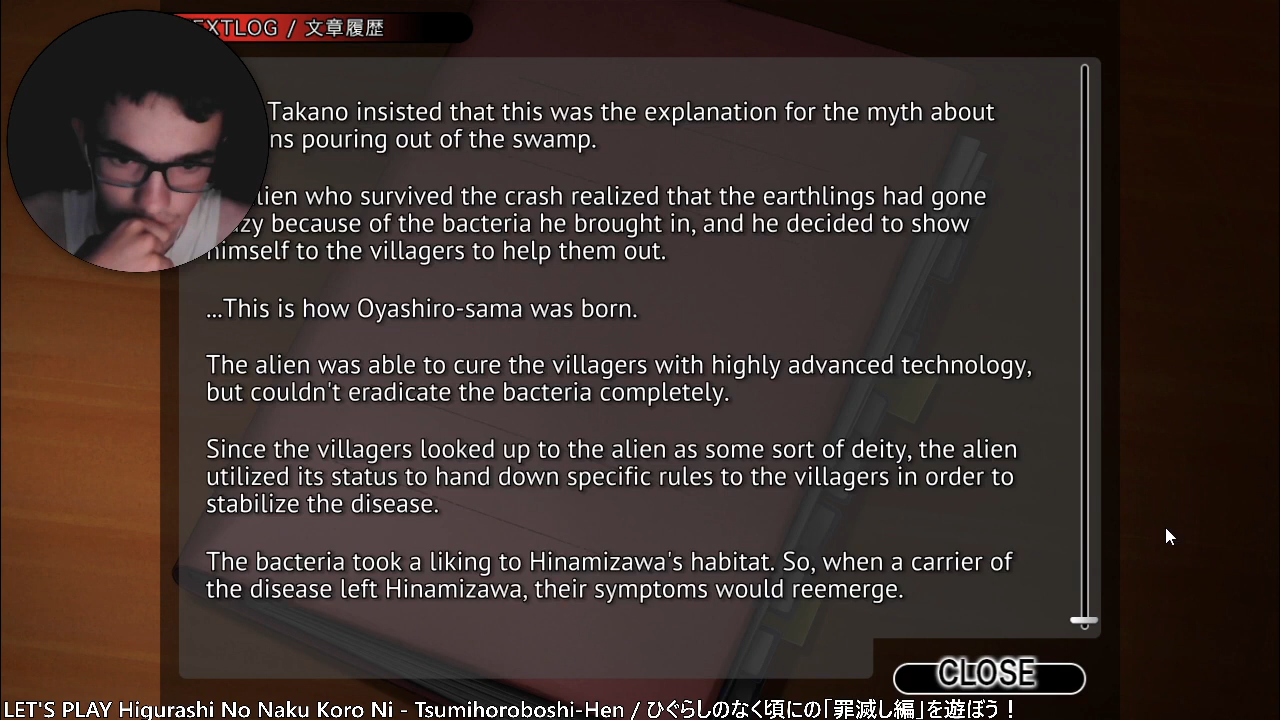 EXTLOG / 文章履歴
Takano insisted that this was the explanation for the myth about
ns pouring out of the swamp.
lien who survived the crash realized that the earthlings had gone
zy because of the bacteria he brought in, and he decided to show
himself to the villagers to help them out.
...This is how Oyashiro-sama was born.
The alien was able to cure the villagers with highly advanced technology,
but couldn't eradicate the bacteria completely.
Since the villagers looked up to the alien as some sort of deity, the alien
utilized its status to hand down specific rules to the villagers in order to
stabilize the disease.
The bacteria took a liking to Hinamizawa's habitat. So, when a carrier of
the disease left Hinamizawa, their symptoms would reemerge.
CLOSE
LET'S PLAY Higurashi No Naku Koro Ni - Tsumihoroboshi-Hen / ひぐらしのなく頃にの「罪滅し編」を遊ぼう！